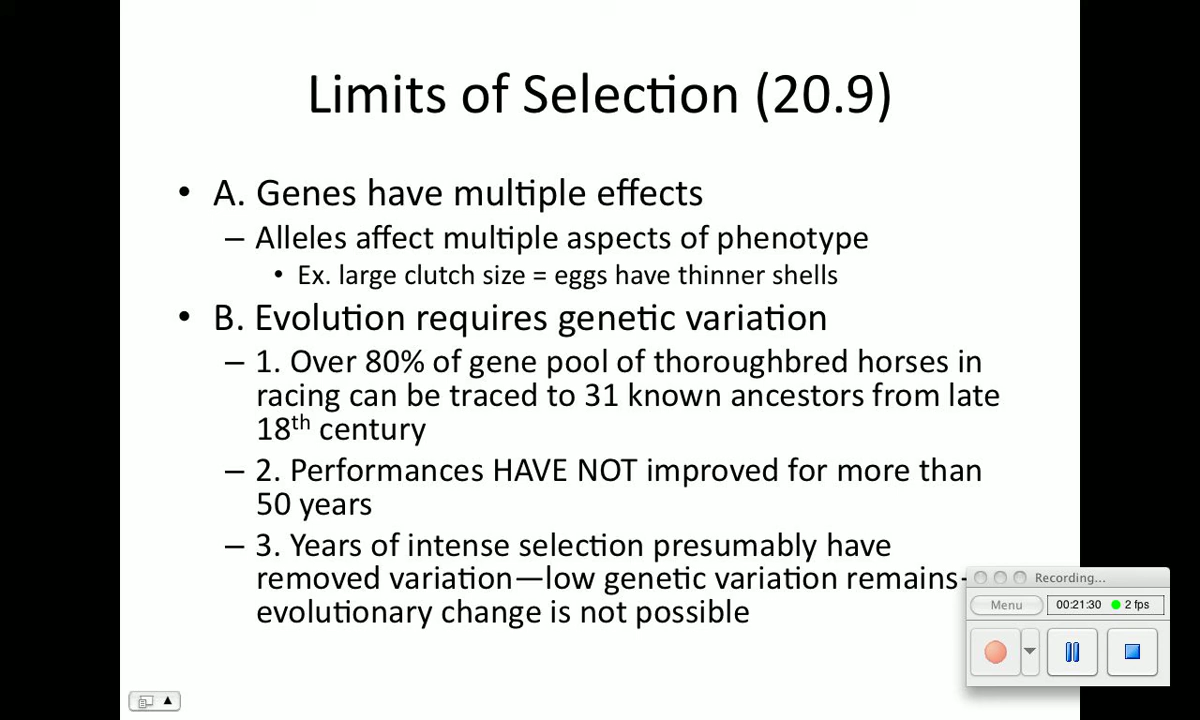 Limits of Selection (20.9)
• A. Genes have multiple effects
– Alleles affect multiple aspects of phenotype
• Ex. large clutch size = eggs have thinner shells
• B. Evolution requires genetic variation
– 1. Over 80% of gene pool of thoroughbred horses in
racing can be traced to 31 known ancestors from late
18th century
– 2. Performances HAVE NOT improved for more than
50 years
– 3. Years of intense selection presumably have
removed variation—low genetic variation remains-
evolutionary change is not possible
Recording...
Menu
00:21:30
2 fps